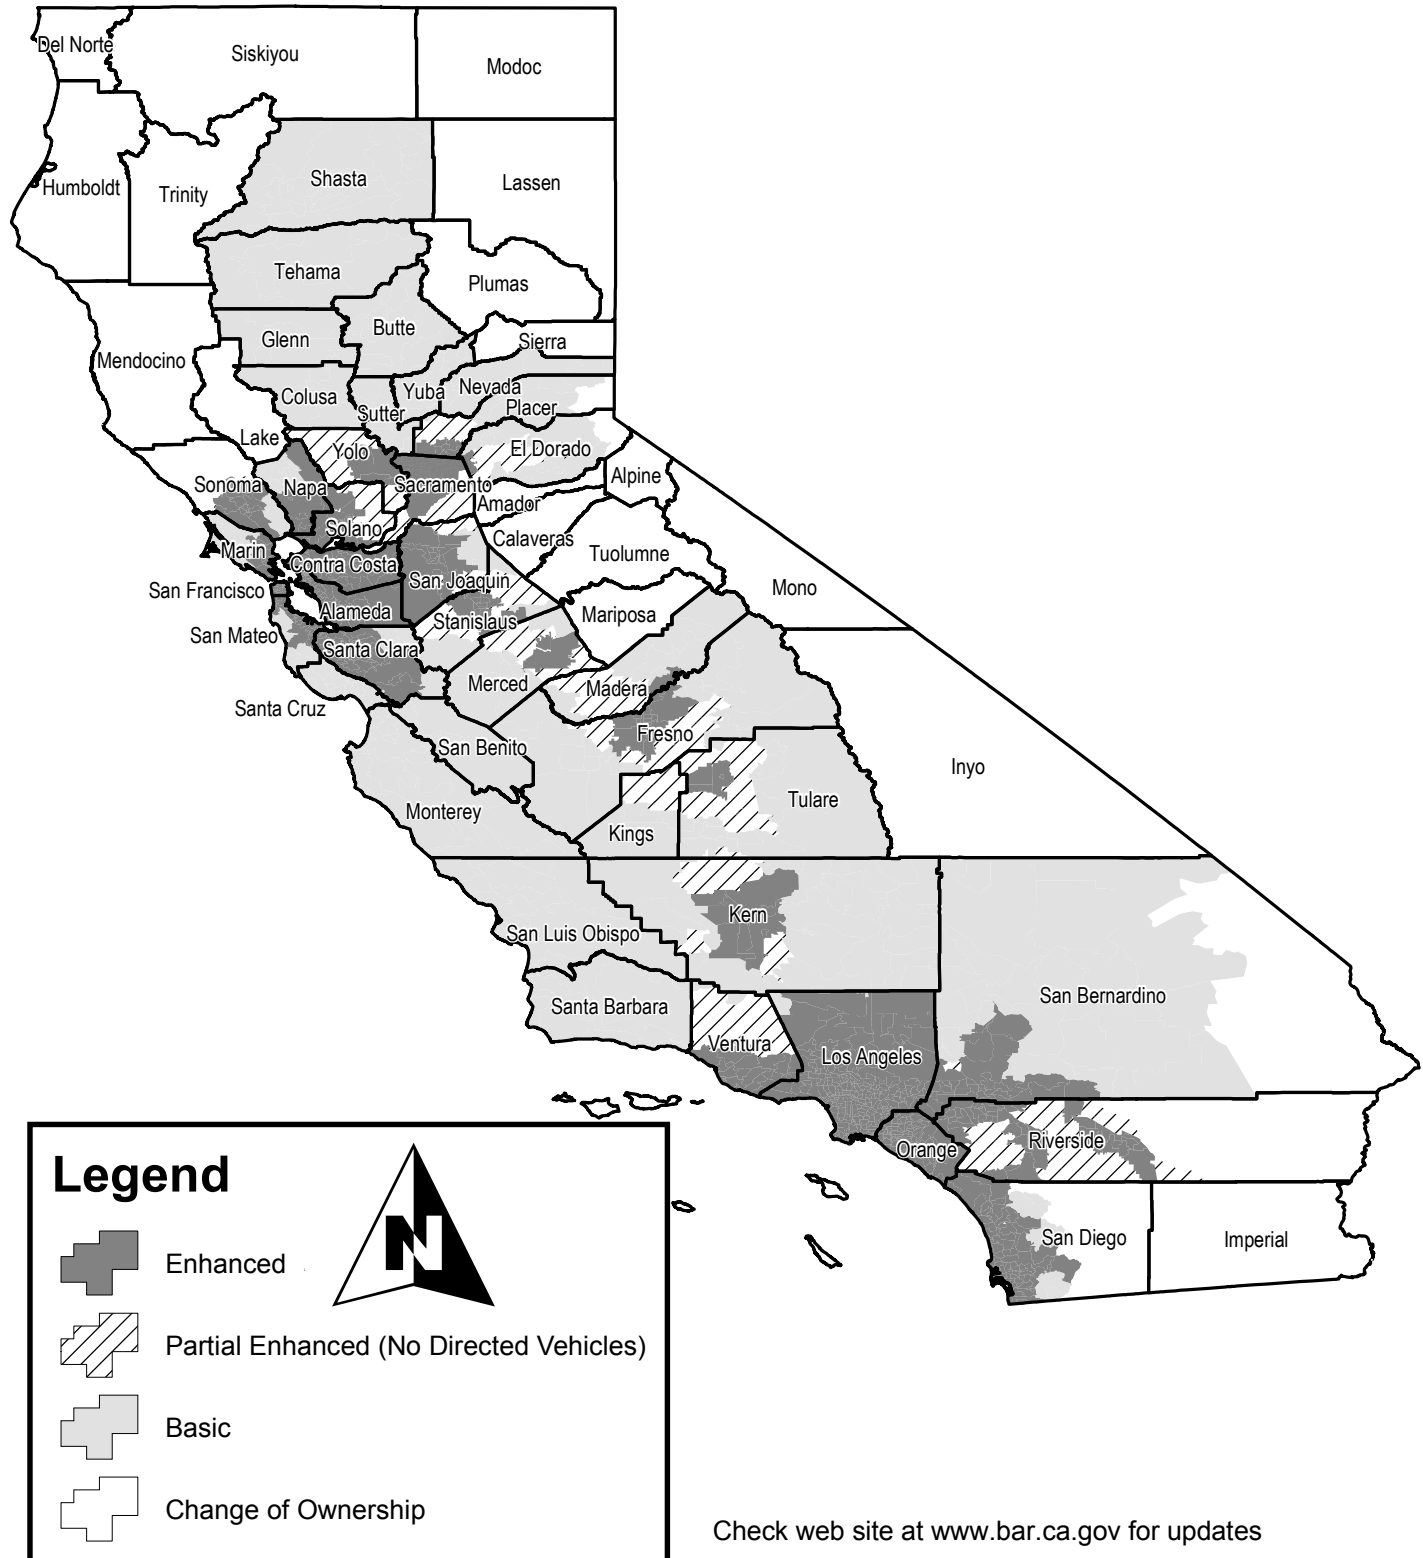 Del Norte
Siskiyou
Modoc
Humboldt
Trinity
Shasta
Lassen
Tehama
Plumas
Mendocino
Glenn
Butte
Sierra
Colusa
Sutter
Yuba
Nevada
Placer
Lake
Yolo
El Dorado
Sonoma
Napa
Sacramento
Amador
Alpine
Solano
Calaveras
Marin
Contra Costa
San Joaquin
Tuolumne
San Francisco
Alameda
Stanislaus
Mariposa
Mono
San Mateo
Santa Clara
Merced
Madera
Santa Cruz
San Benito
Fresno
Inyo
Monterey
Kings
Tulare
San Luis Obispo
Kern
Santa Barbara
San Bernardino
Ventura
Los Angeles
Orange
Riverside
San Diego
Imperial
Legend
N
Enhanced
Partial Enhanced (No Directed Vehicles)
Basic
Change of Ownership
Check web site at www.bar.ca.gov for updates